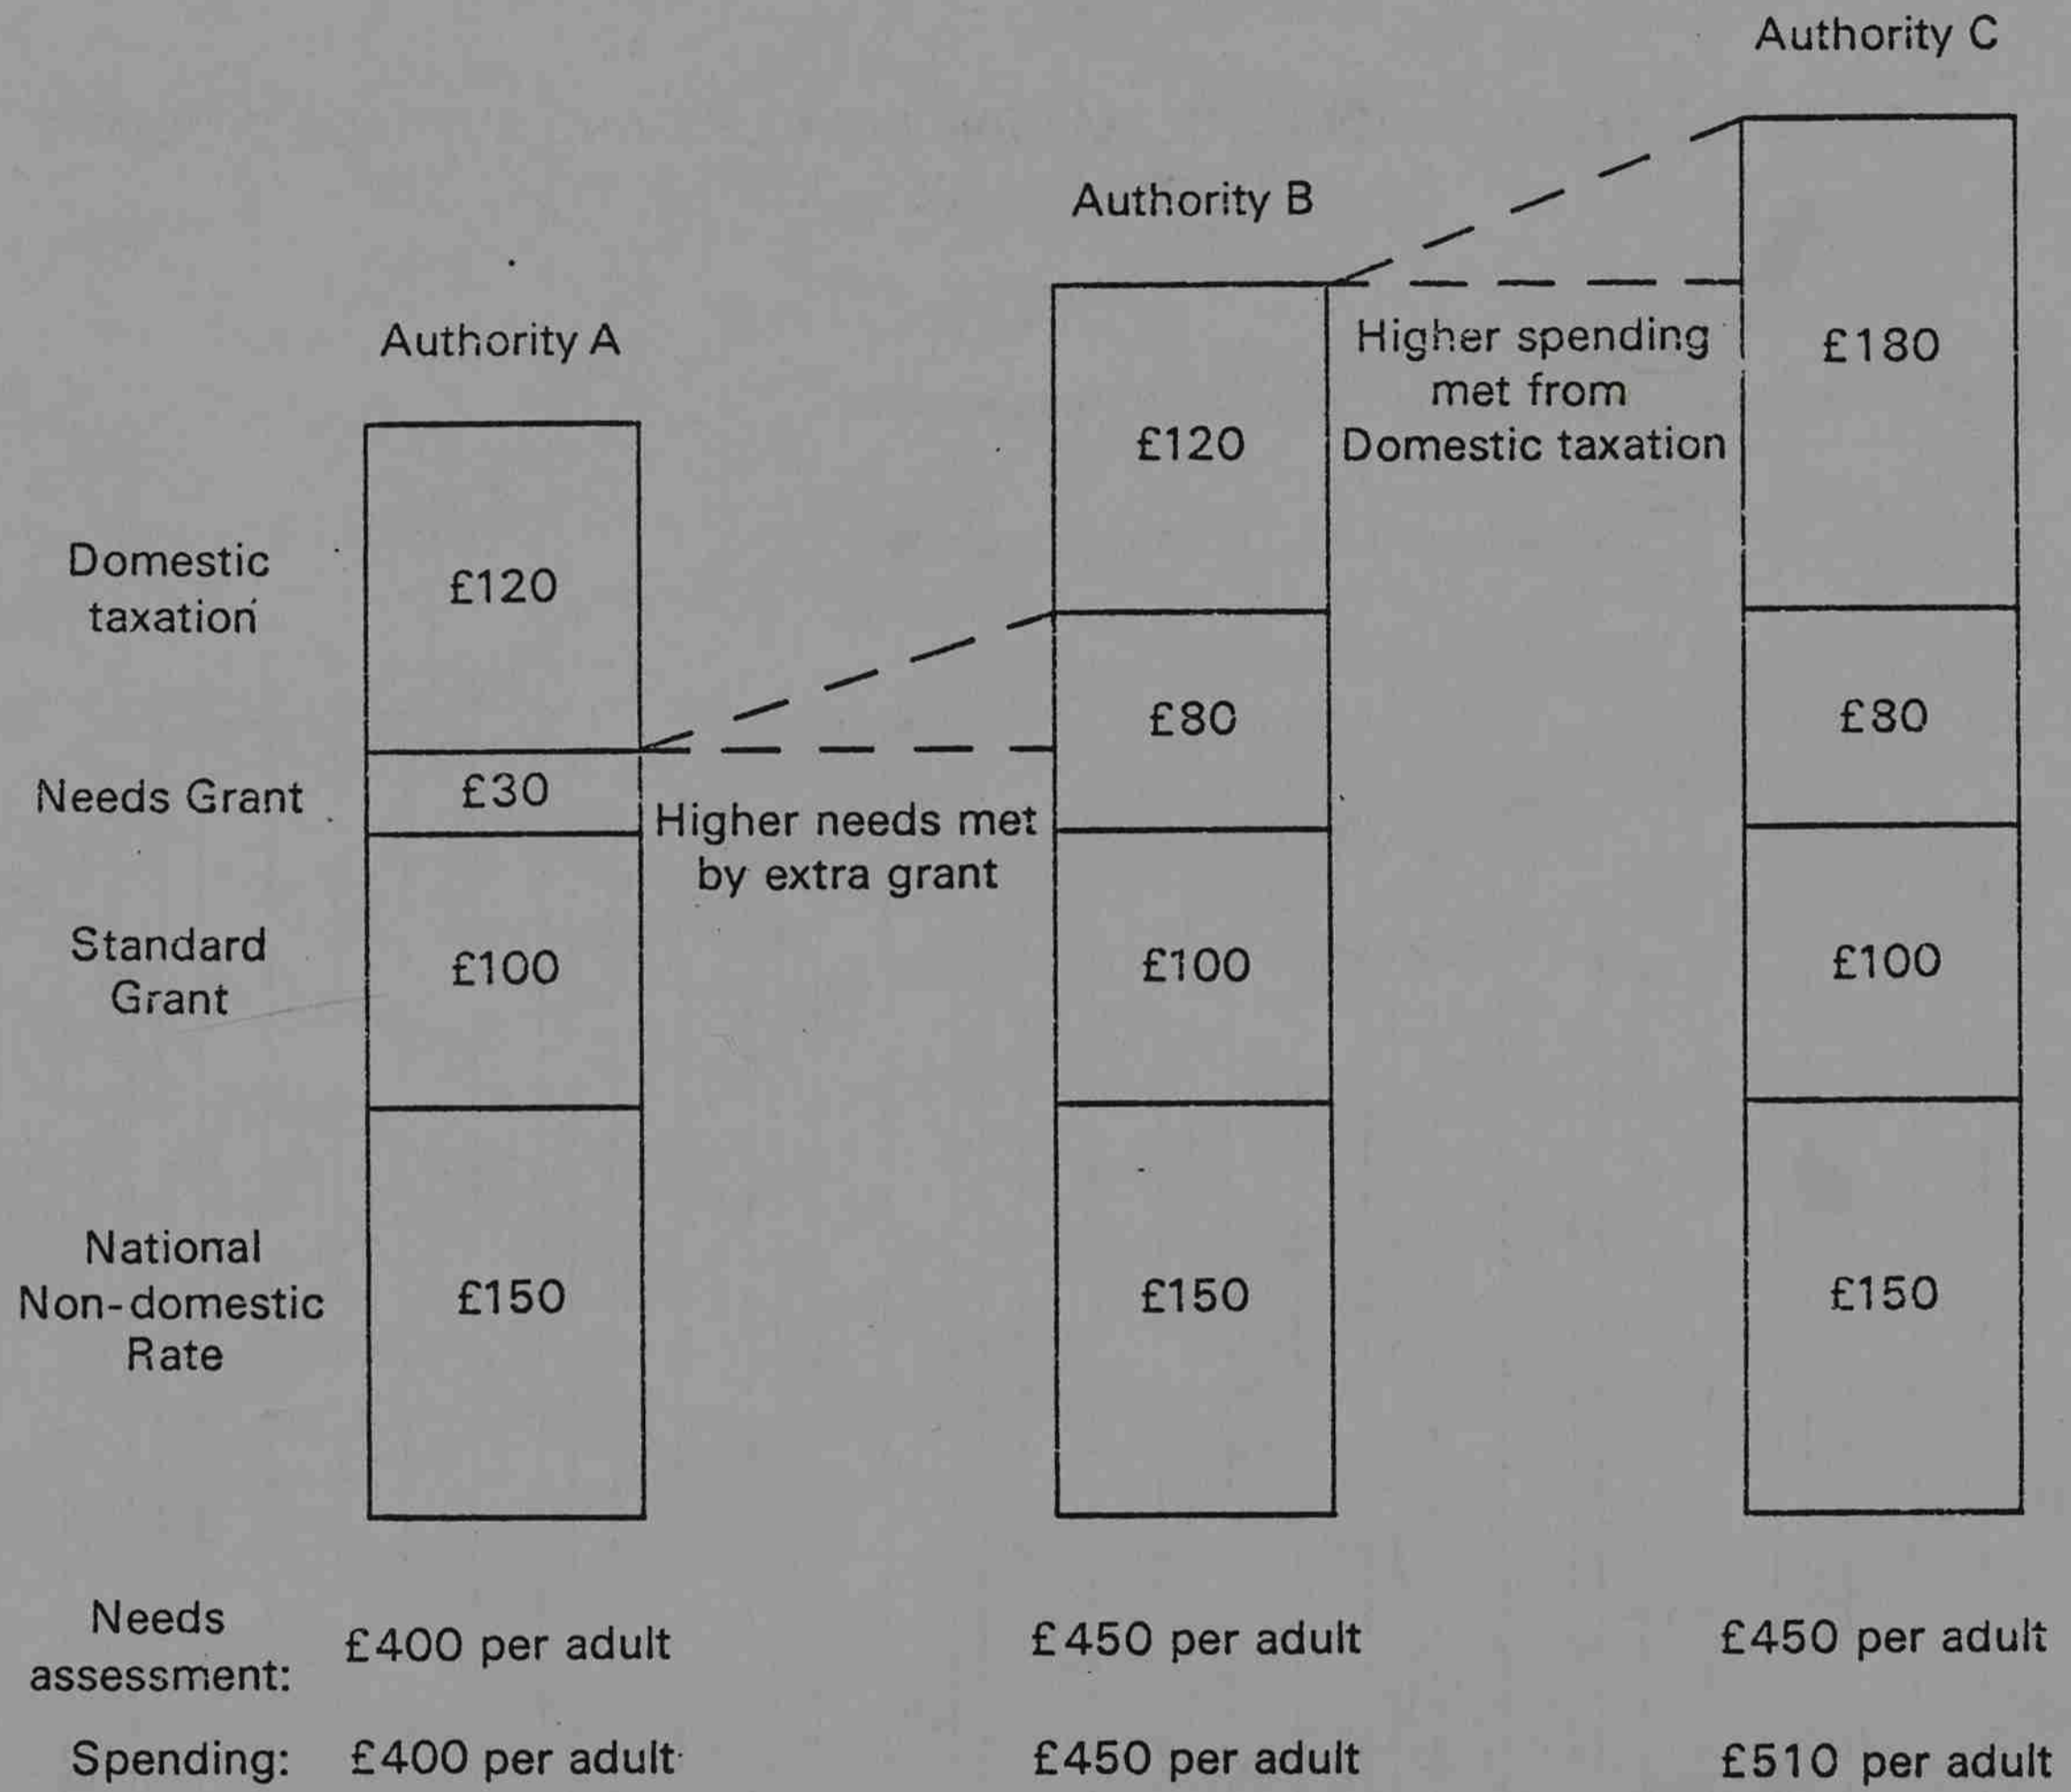 Authority C
Authority B
Authority A
Higher spending
met from
Domestic taxation
£180
£120
Domestic
taxation
£120
£80
£80
Needs Grant
£30
Higher needs met
by extra grant
Standard
Grant
£100
£100
£100
National
Non-domestic
Rate
£150
£150
£150
Needs
assessment:
£400 per adult
£450 per adult
£450 per adult
Spending:
£400 per adult
£450 per adult
£510 per adult